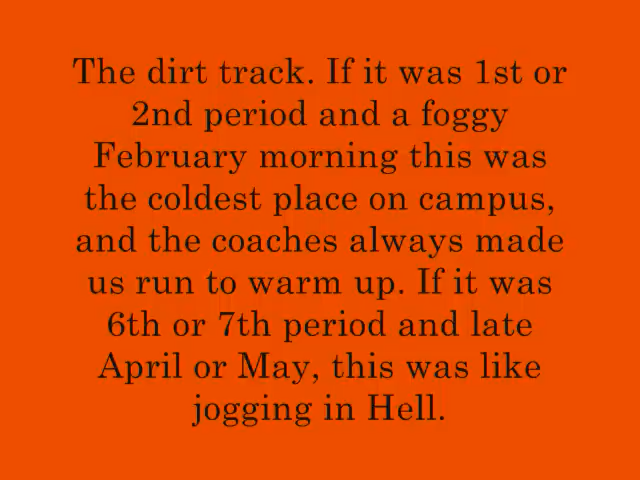 The dirt track. If it was 1st or
2nd period and a foggy
February morning this was
the coldest place on campus,
and the coaches always made
us run to warm up. If it was
6th or 7th period and late
April or May, this was like
jogging in Hell.